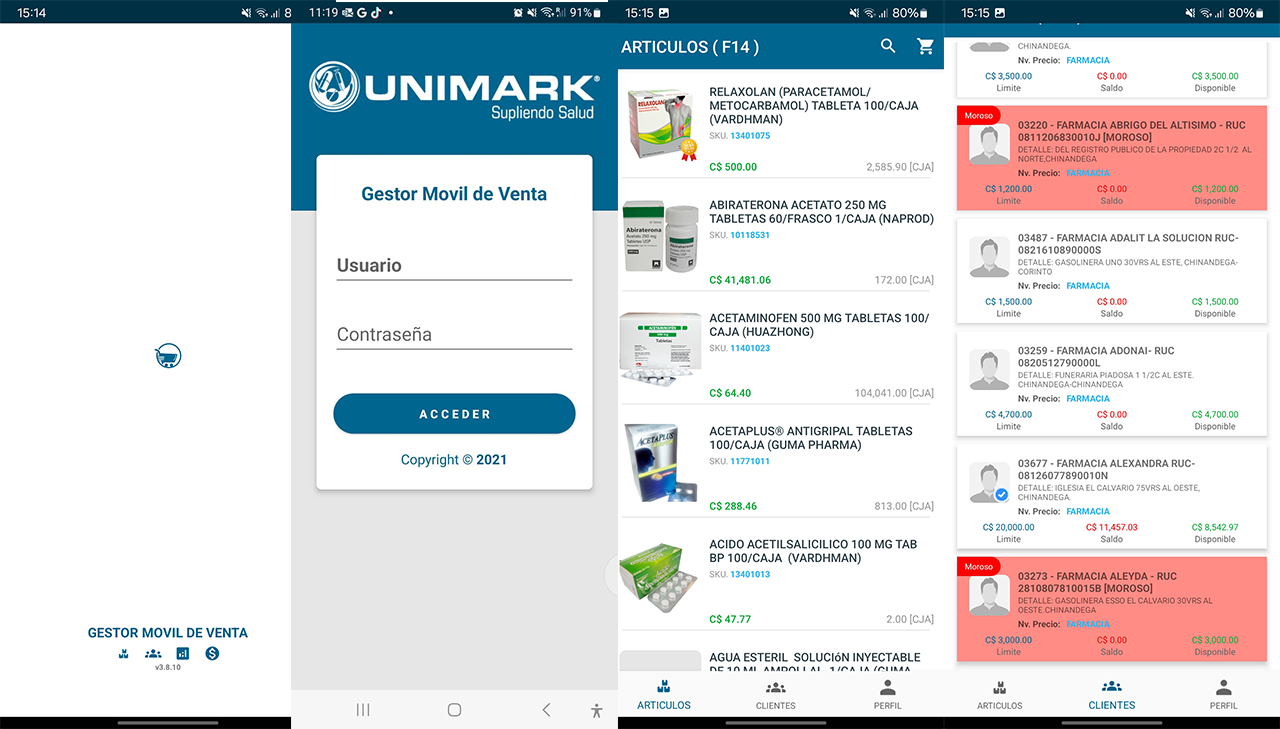 15:14
8
GESTOR MOVIL DE VENTA
v3.8.10
11:19
91%
UNIMARK®
Supliendo Salud
Gestor Movil de Venta
Usuario
Contraseña
ACCEDER
Copyright © 2021
15:15
80%
ARTICULOS ( F14 )
RELAXOLAN (PARACETAMOL/
METOCARBAMOL) TABLETA 100/CAJA
(VARDHMAN)
SKU. 13401075
C$ 500.00
2,585.90 [CJA]
ABIRATERONA ACETATO 250 MG
TABLETAS 60/FRASCO 1/CAJA (NAPROD)
SKU. 10118531
C$ 41,481.06
172.00 [CJA]
ACETAMINOFEN 500 MG TABLETAS 100/
CAJA (HUAZHONG)
SKU. 11401023
C$ 64.40
104,041.00 [CJA]
ACETAPLUS® ANTIGRIPAL TABLETAS
100/CAJA (GUMA PHARMA)
SKU. 11771011
C$ 288.46
813.00 [CJA]
ACIDO ACETILSALICILICO 100 MG TAB
BP 100/CAJA (VARDHMAN)
SKU. 13401013
C$ 47.77
2.00 [CJA]
AGUA ESTERIL SOLUCIóN INYECTABLE
DE 10 ML AMPOLLA 1/CAJA (GUMA
ARTICULOS
CLIENTES
PERFIL
15:15
80%
CHINANDEGA.
Nv. Precio: FARMACIA
C$ 3,500.00 C$ 0.00 C$ 3,500.00
Limite Saldo Disponible
Moroso
03220 - FARMACIA ABRIGO DEL ALTISIMO - RUC
0811206830010J [MOROSO]
DETALLE: DEL REGISTRO PUBLICO DE LA PROPIEDAD 2C 1/2 AL
NORTE,CHINANDEGA
Nv. Precio: FARMACIA
C$ 1,200.00 C$ 0.00 C$ 1,200.00
Limite Saldo Disponible
03487 - FARMACIA ADALIT LA SOLUCION RUC-
0821610890000S
DETALLE: GASOLINERA UNO 30VRS AL ESTE, CHINANDEGA-
CORINTO
Nv. Precio: FARMACIA
C$ 1,500.00 C$ 0.00 C$ 1,500.00
Limite Saldo Disponible
03259 - FARMACIA ADONAI- RUC
0820512790000L
DETALLE: FUNERARIA PIADOSA 1 1/2C AL ESTE.
CHINANDEGA-CHINANDEGA
Nv. Precio: FARMACIA
C$ 4,700.00 C$ 0.00 C$ 4,700.00
Limite Saldo Disponible
03677 - FARMACIA ALEXANDRA RUC-
08126077890010N
DETALLE: IGLESIA EL CALVARIO 75VRS AL OESTE,
CHINANDEGA.
Nv. Precio: FARMACIA
C$ 20,000.00 C$ 11,457.03 C$ 8,542.97
Limite Saldo Disponible
Moroso
03273 - FARMACIA ALEYDA - RUC
2810807810015B [MOROSO]
DETALLE: GASOLINERA ESSO EL CALVARIO 30VRS AL
OESTE.CHINANDEGA
Nv. Precio: FARMACIA
C$ 3,000.00 C$ 0.00 C$ 3,000.00
Limite Saldo Disponible
ARTICULOS
CLIENTES
PERFIL